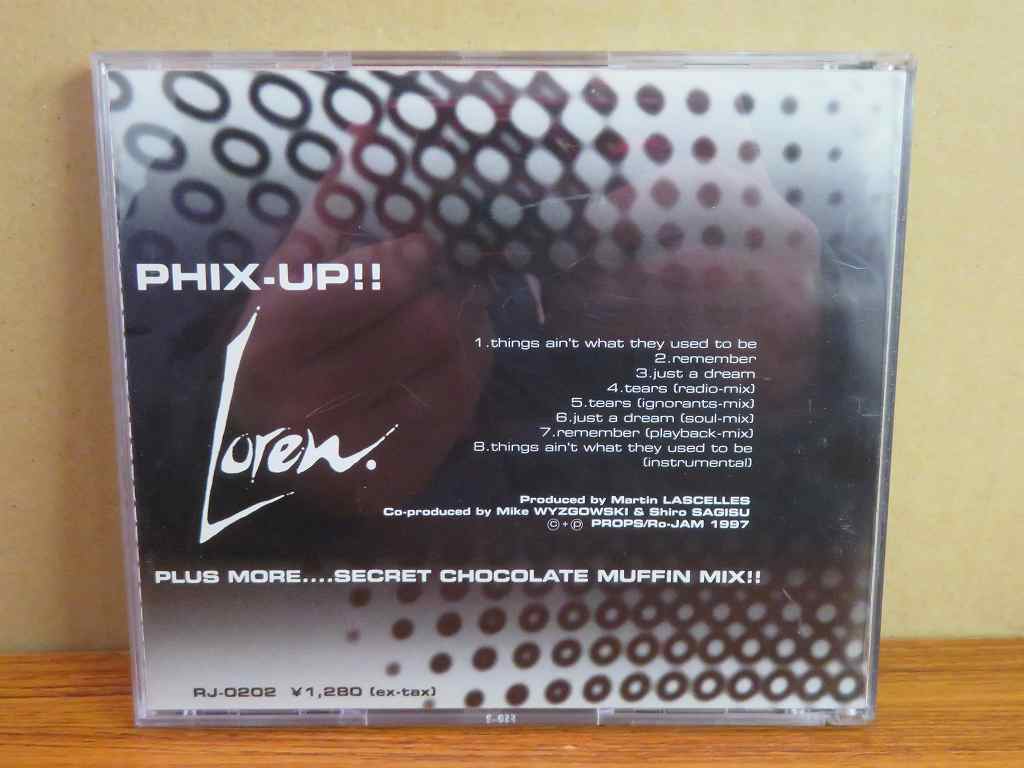 PHIX-UP!!
Loren.
1.things ain't what they used to be
2.remember
3.just a dream
4.tears (radio-mix)
5.tears (ignorants-mix)
6.just a dream (soul-mix)
7.remember (playback-mix)
8.things ain't what they used to be
(instrumental)
Produced by Martin LASCELLES
Co-produced by Mike WYZGOWSKI & Shiro SAGISU
©+℗ PROPS/Ro-JAM 1997
PLUS MORE....SECRET CHOCOLATE MUFFIN MIX!!
RJ-0202 ¥1,280 (ex-tax)